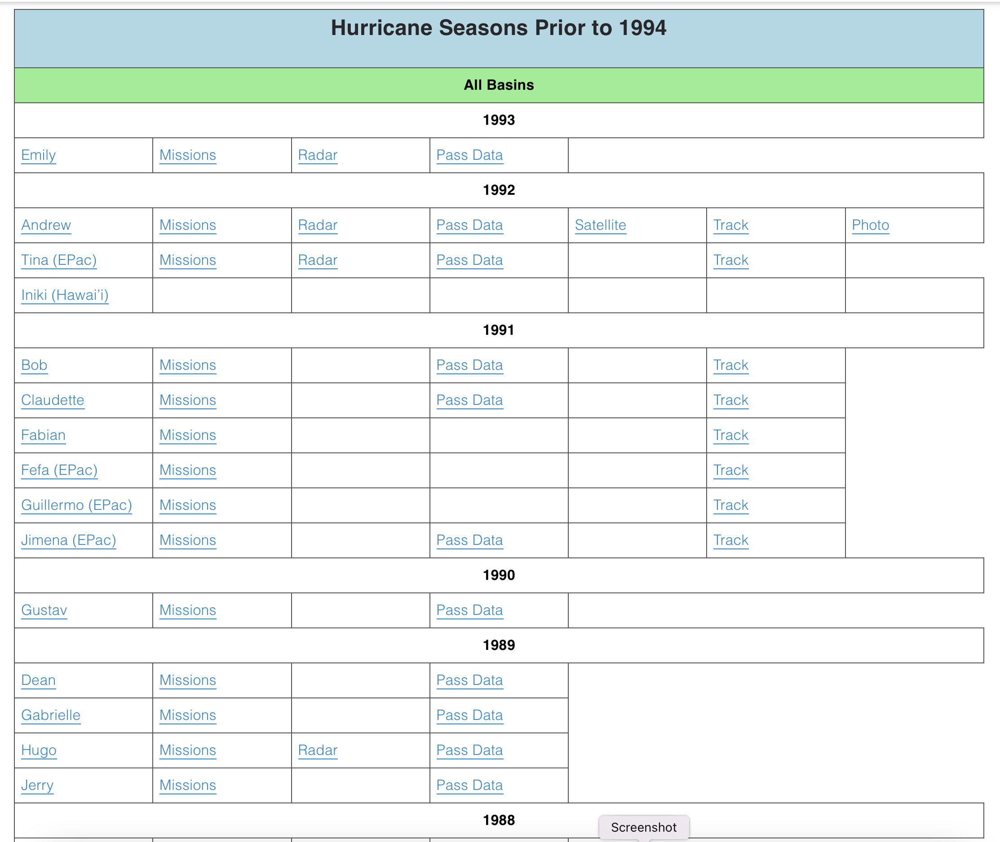 Hurricane Seasons Prior to 1994
All Basins
1993
Emily Missions Radar Pass Data
1992
Andrew Missions Radar Pass Data Satellite Track Photo
Tina (EPac) Missions Radar Pass Data Track
Iniki (Hawai’i)
1991
Bob Missions Pass Data Track
Claudette Missions Pass Data Track
Fabian Missions Track
Fefa (EPac) Missions Track
Guillermo (EPac) Missions Track
Jimena (EPac) Missions Pass Data Track
1990
Gustav Missions Pass Data
1989
Dean Missions Pass Data
Gabrielle Missions Pass Data
Hugo Missions Radar Pass Data
Jerry Missions Pass Data
1988
Screenshot